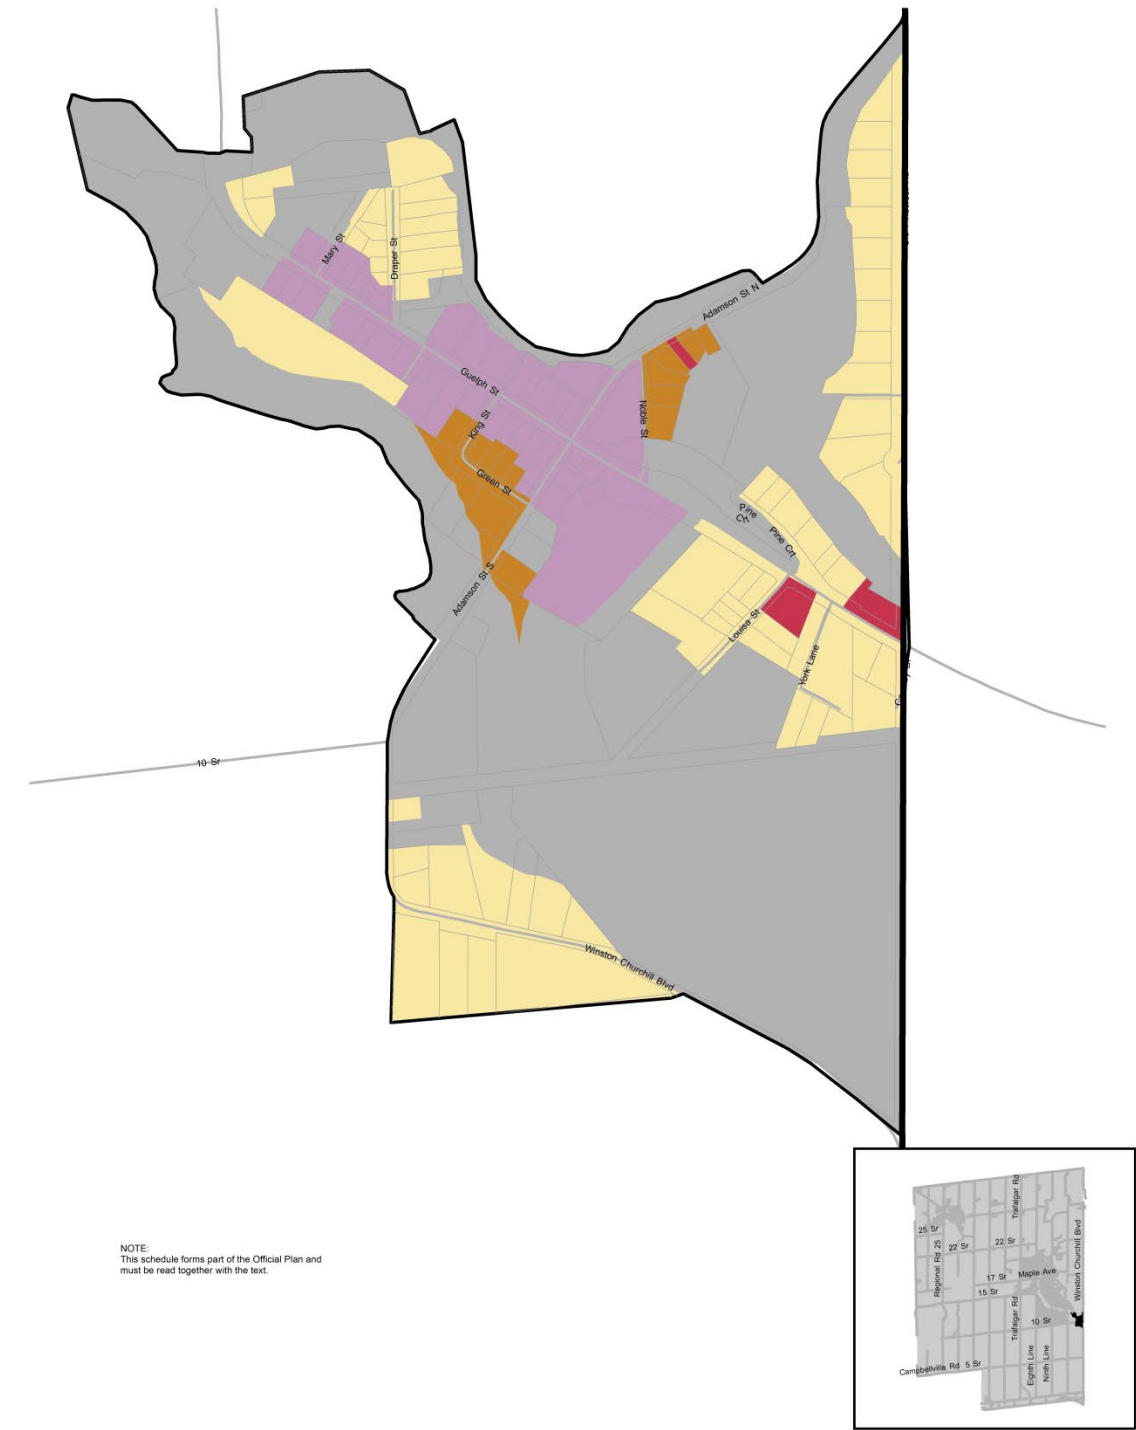 Mary St
Draper St
Adamson St N
Guelph St
King St
Noble St
Green St
Pine
Crt
Pine Crt
Adamson St S
Louisa St
York Lane
10 Sr
Winston Churchill Blvd
NOTE:
This schedule forms part of the Official Plan and
must be read together with the text.
Trafalgar Rd
25 Sr
22 Sr
22 Sr
Regional Rd 25
Winston Churchill Blvd
17 Sr
Maple Ave
15 Sr
Trafalgar Rd
10 Sr
Eighth Line
Ninth Line
Campbellville Rd
5 Sr